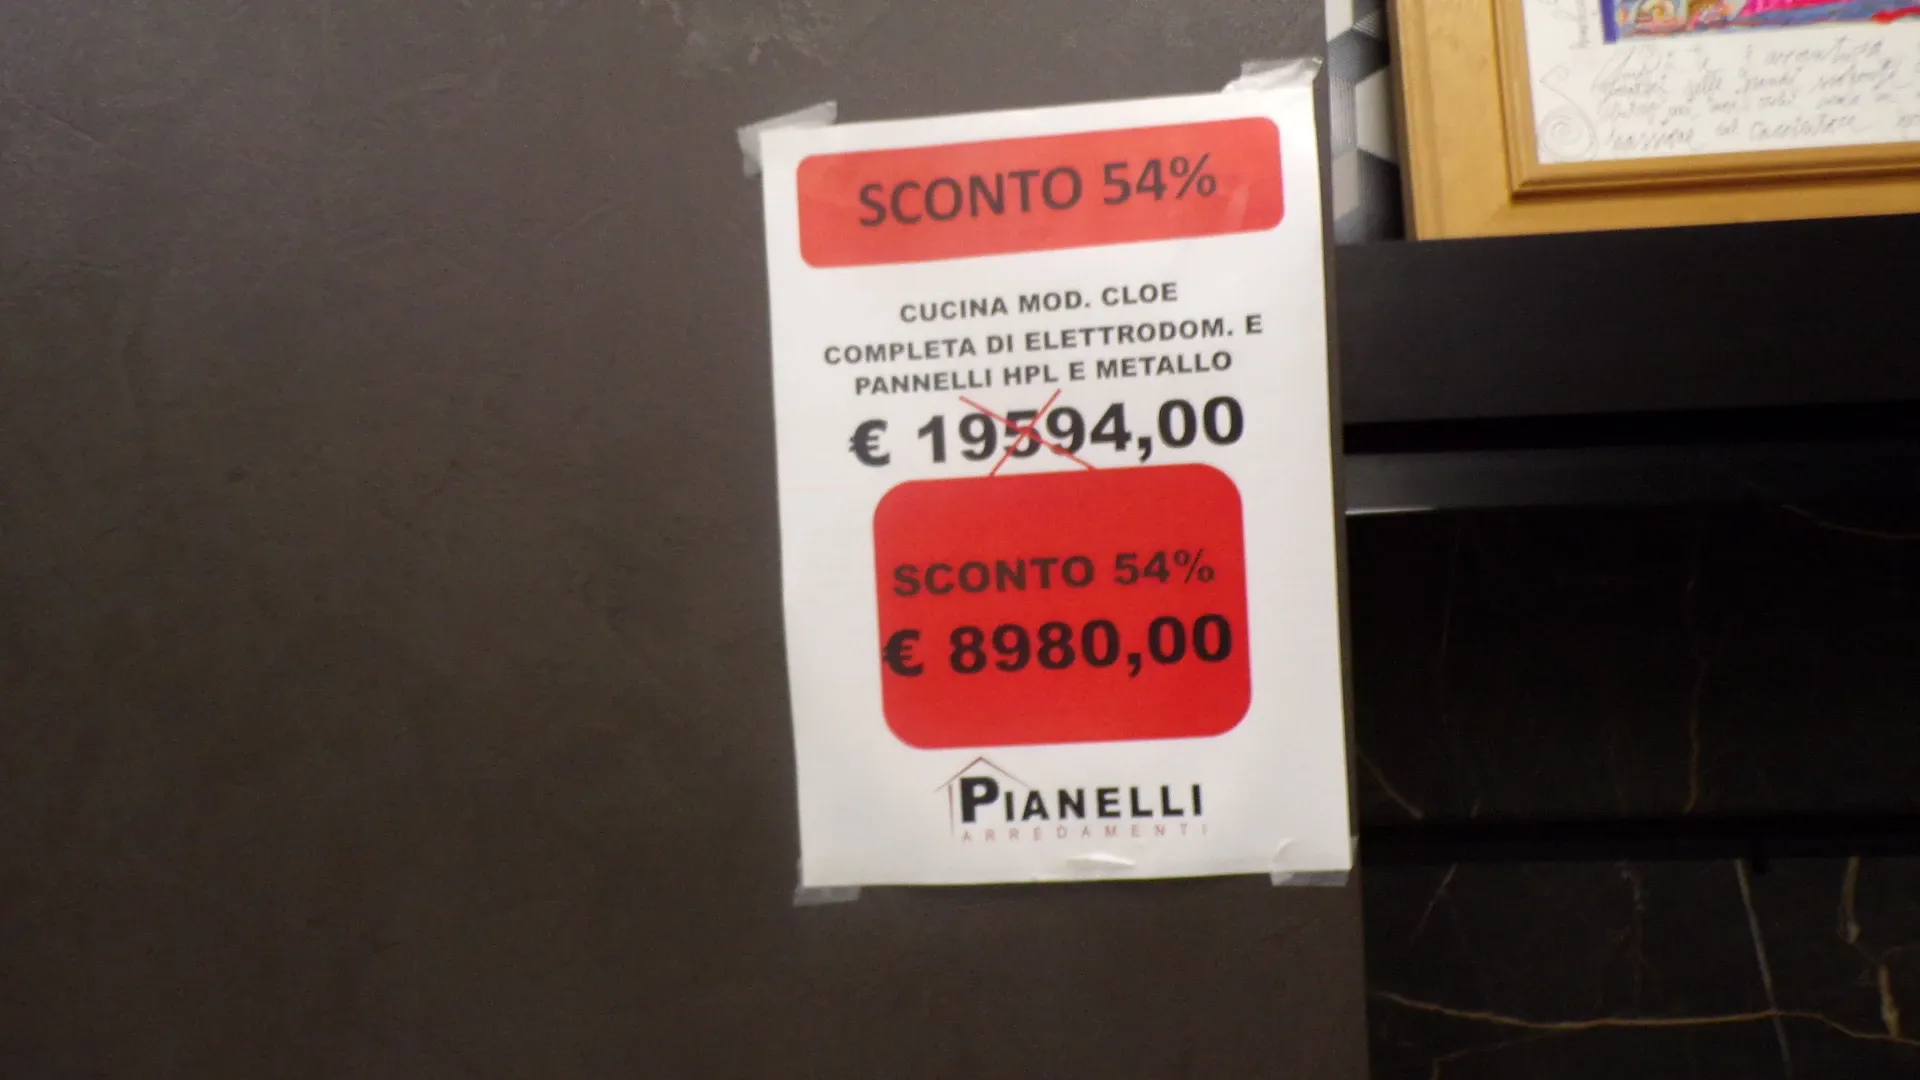 SCONTO 54%
CUCINA MOD. CLOE
COMPLETA DI ELETTRODOM. E
PANNELLI HPL E METALLO
€ 19594,00
SCONTO 54%
€ 8980,00
PIANELLI
ARREDAMENTI